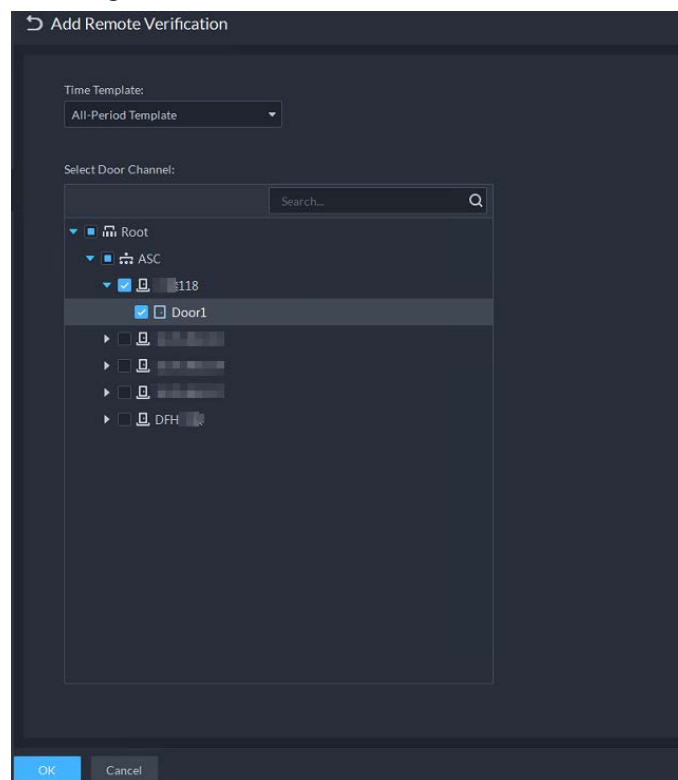 Add Remote Verification
Time Template:
All-Period Template
Select Door Channel:
Search...
Root
ASC
118
Door1
DFH
OK
Cancel